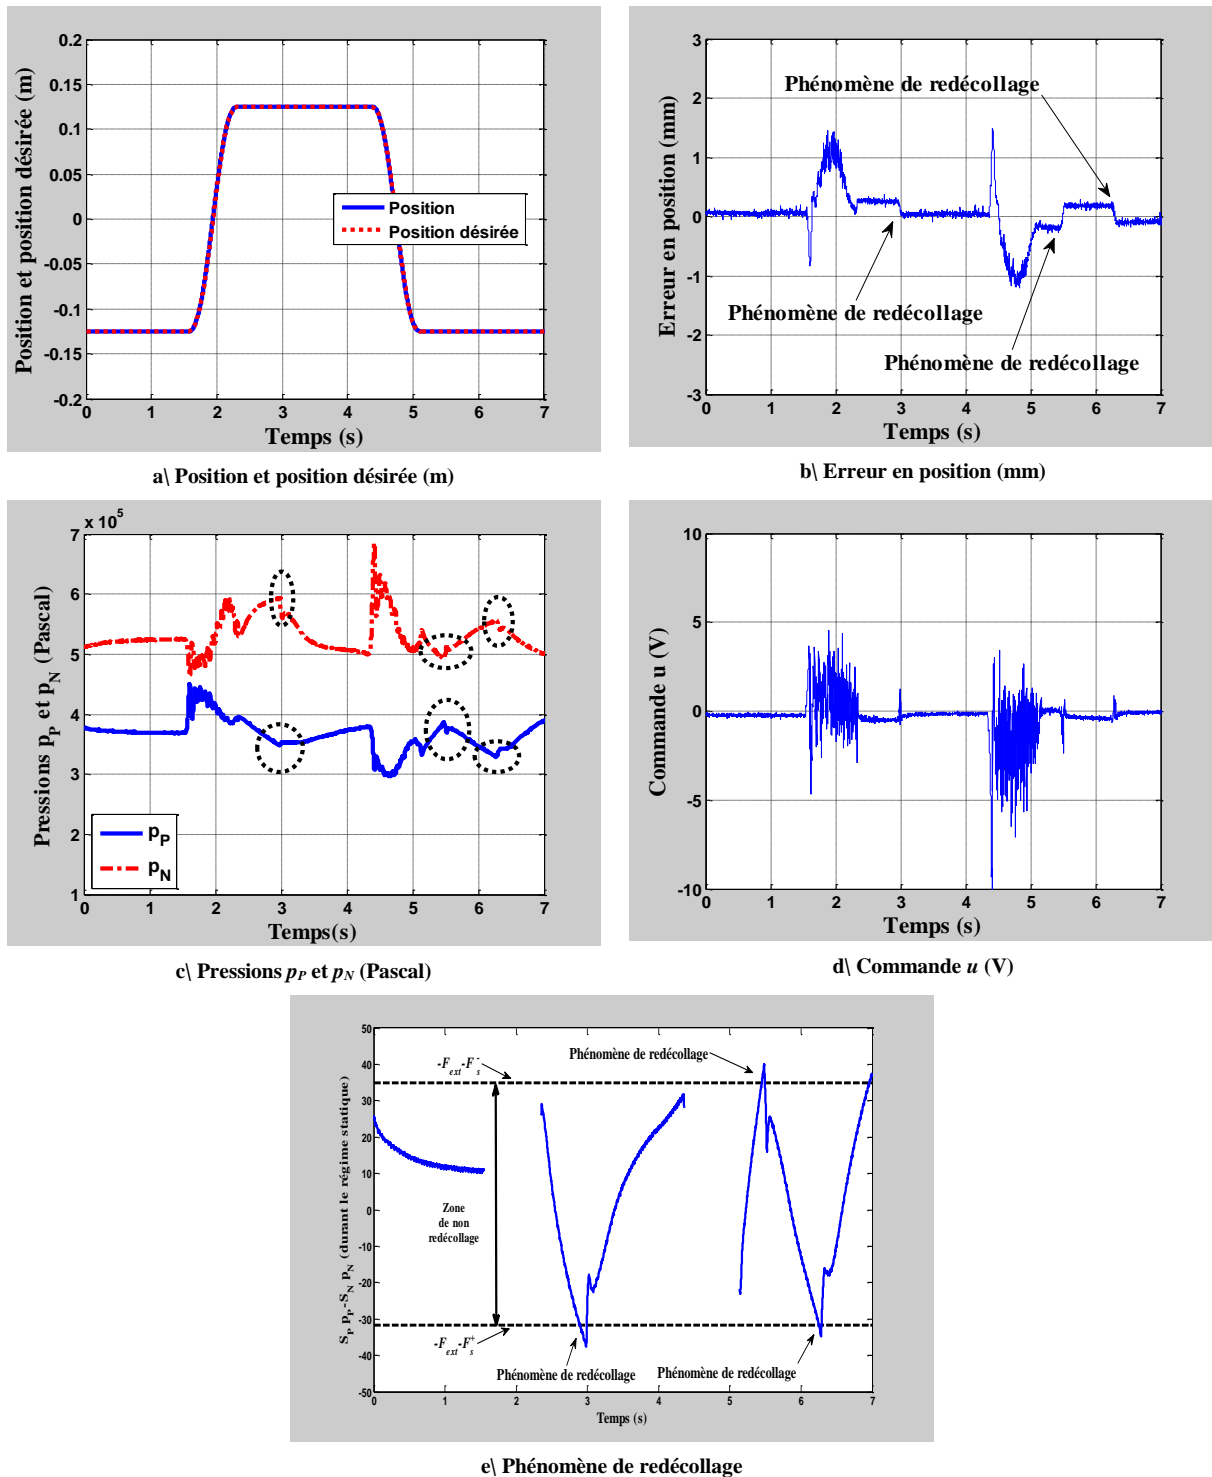 0.2
0.15
0.1
0.05
0
-0.05
-0.1
-0.15
-0.2
0 1 2 3 4 5 6 7
Position et position désirée (m)
Position
Position désirée
Temps (s)
a\ Position et position désirée (m)
3
2
1
0
-1
-2
-3
0 1 2 3 4 5 6 7
Erreur en position (mm)
Phénomène de redécollage
Phénomène de redécollage
Phénomène de redécollage
Temps (s)
b\ Erreur en position (mm)
x 10^5
7
6
5
4
3
2
1
0 1 2 3 4 5 6 7
Pressions p_P et p_N (Pascal)
p_P
p_N
Temps(s)
c\ Pressions p_P et p_N (Pascal)
10
5
0
-5
-10
0 1 2 3 4 5 6 7
Commande u (V)
Temps (s)
d\ Commande u (V)
50
40
30
20
10
0
-10
-20
-30
-40
-50
0 1 2 3 4 5 6 7
S_P p_P-S_N p_N (durant le régime statique)
-F_ext-F_s^-
Phénomène de redécollage
Zone
de non
redécollage
-F_ext-F_s^+
Phénomène de redécollage
Phénomène de redécollage
Temps (s)
e\ Phénomène de redécollage